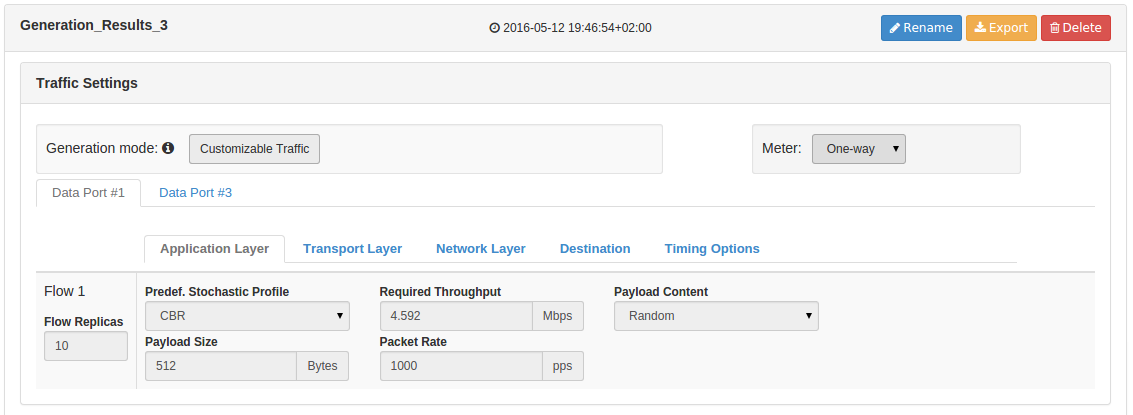 Generation_Results_3 2016-05-12 19:46:54+02:00 Rename Export Delete
Traffic Settings
Generation mode: Customizable Traffic Meter: One-way
Data Port #1 Data Port #3
Application Layer Transport Layer Network Layer Destination Timing Options
Flow 1 Predef. Stochastic Profile Required Throughput Payload Content
CBR 4.592 Mbps Random
Flow Replicas Payload Size Packet Rate
10 512 Bytes 1000 pps